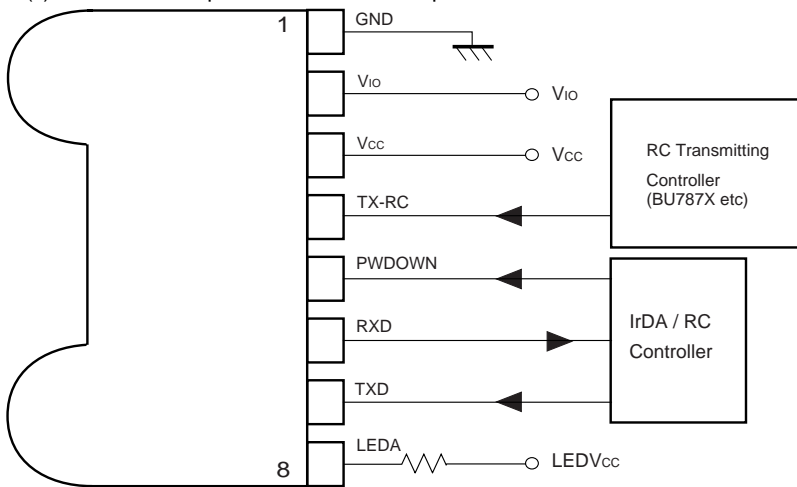 1
GND
VIO
VIO
VCC
VCC
TX-RC
RC Transmitting
Controller
(BU787X etc)
PWDOWN
RXD
IrDA / RC
Controller
TXD
LEDA
8
LEDVCC